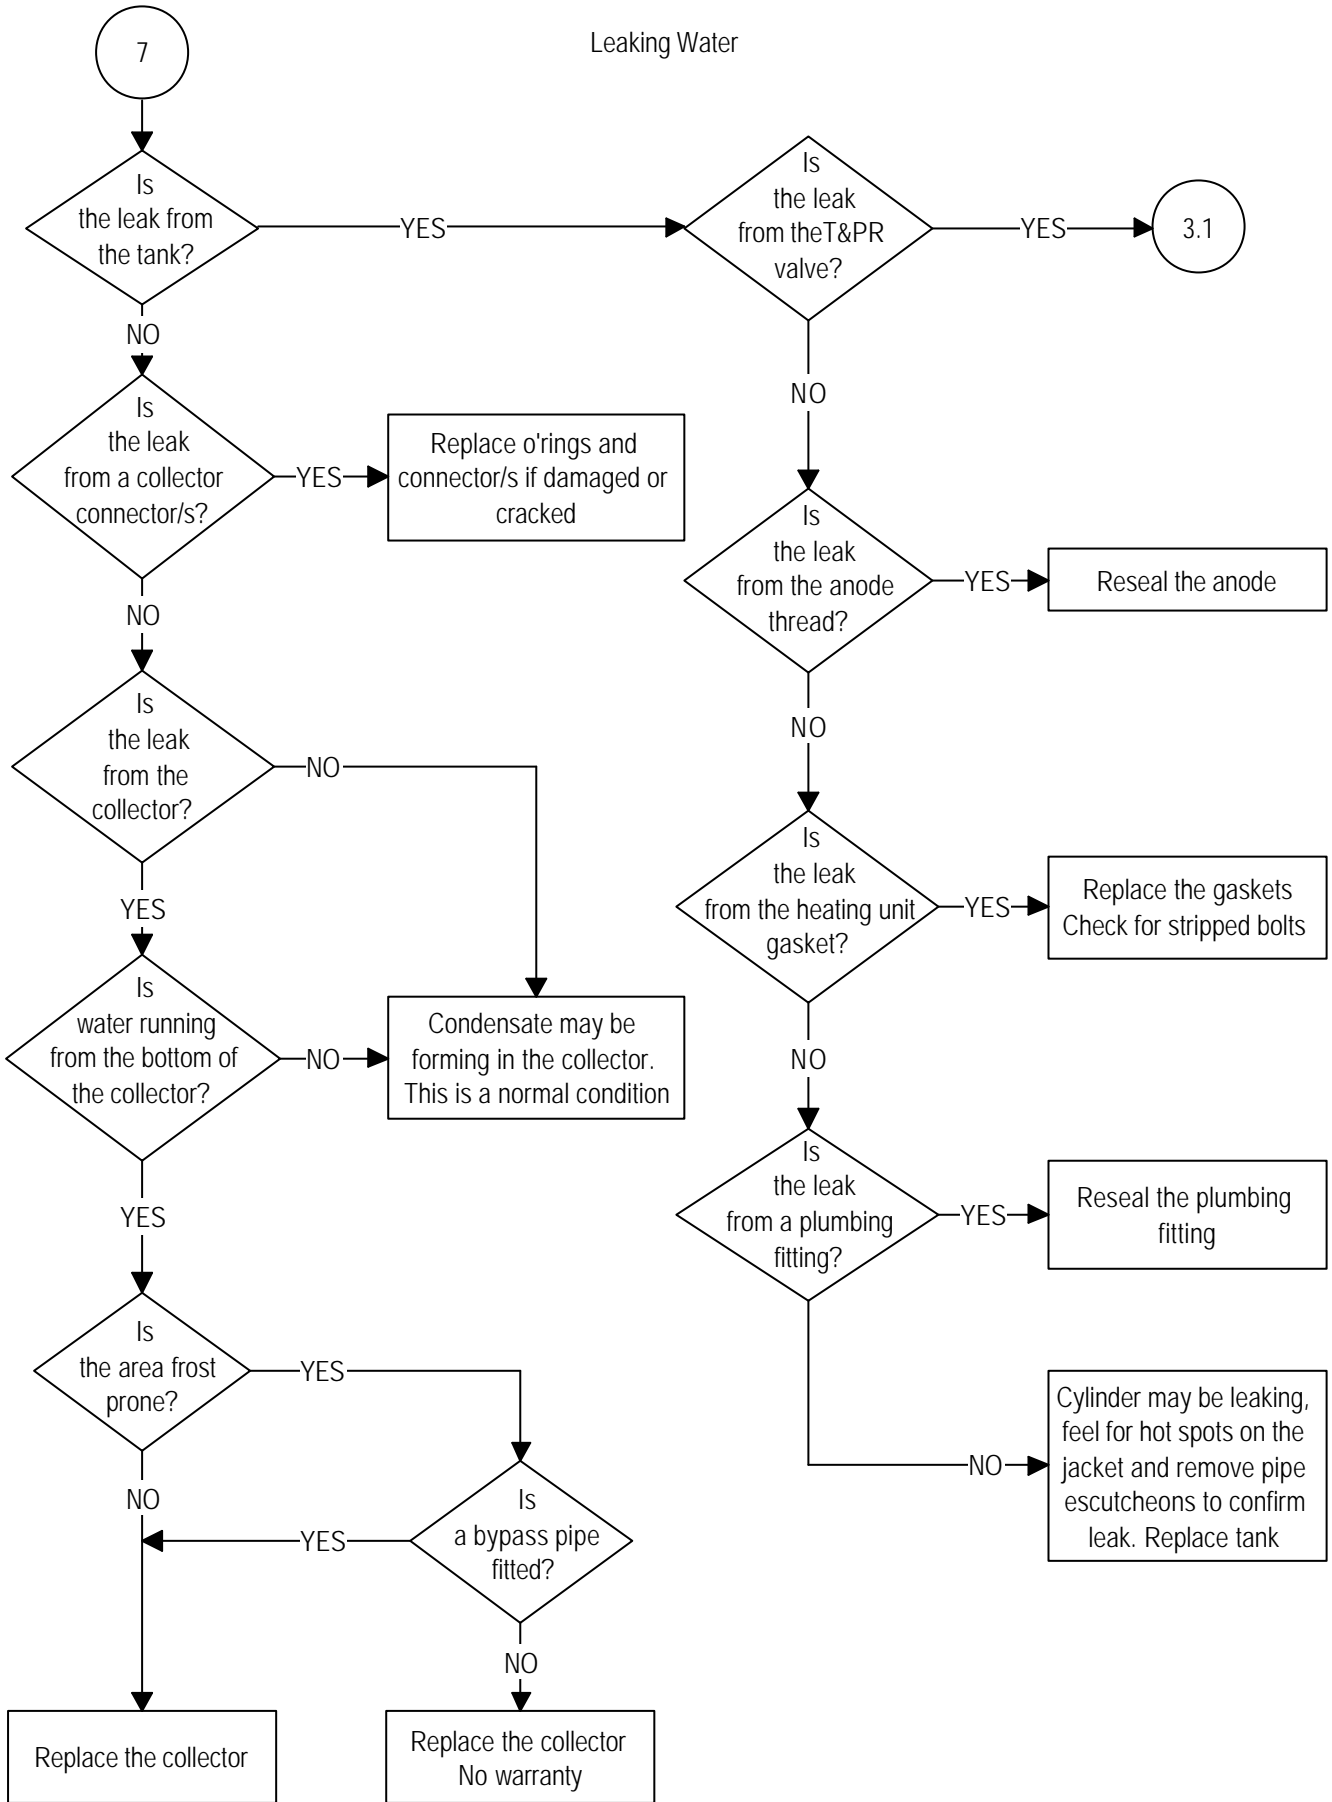 7
Leaking Water
Is
the leak from
the tank?
YES
Is
the leak
from theT&PR
valve?
YES
3.1
NO
NO
Is
the leak
from a collector
connector/s?
YES
Replace o'rings and
connector/s if damaged or
cracked
Is
the leak
from the anode
thread?
YES
Reseal the anode
NO
NO
Is
the leak
from the
collector?
NO
Is
the leak
from the heating unit
gasket?
YES
Replace the gaskets
Check for stripped bolts
YES
Is
water running
from the bottom of
the collector?
NO
Condensate may be
forming in the collector.
This is a normal condition
NO
Is
the leak
from a plumbing
fitting?
YES
Reseal the plumbing
fitting
YES
Is
the area frost
prone?
YES
NO
Cylinder may be leaking,
feel for hot spots on the
jacket and remove pipe
escutcheons to confirm
leak. Replace tank
NO
Is
a bypass pipe
fitted?
YES
NO
Replace the collector
Replace the collector
No warranty